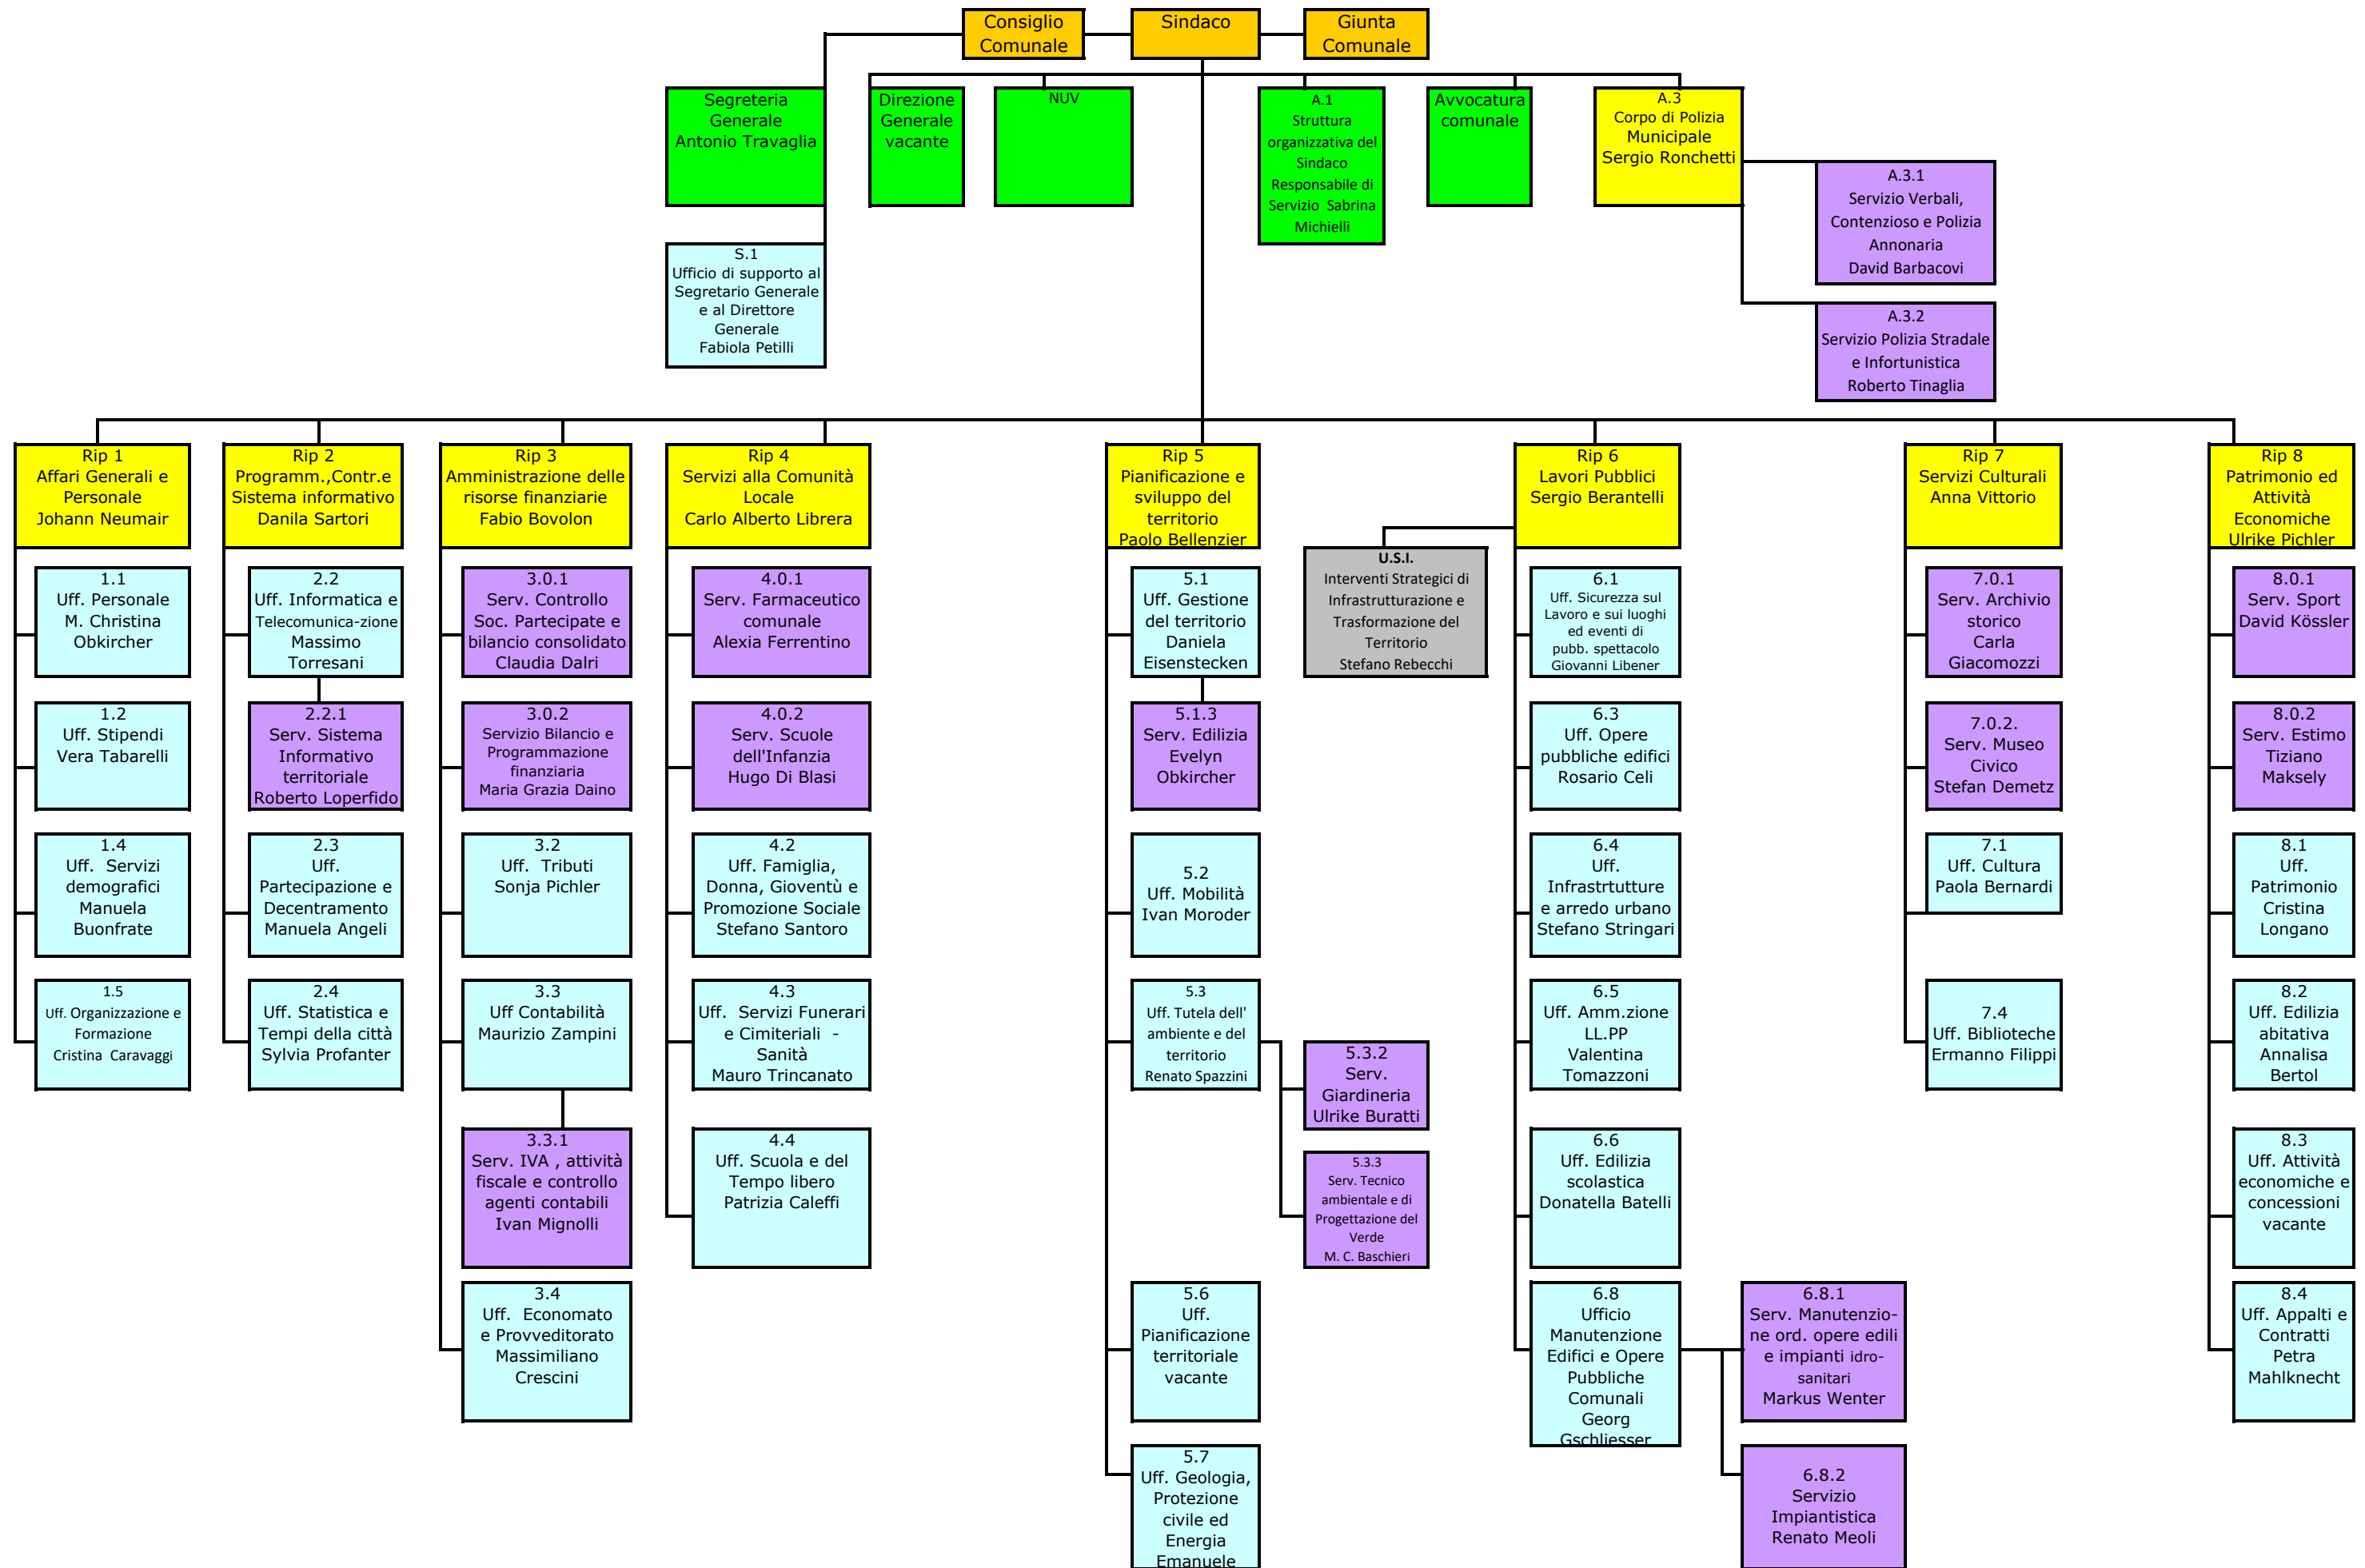 Consiglio
Comunale
Sindaco
Giunta
Comunale
Segreteria
Generale
Antonio Travaglia
Direzione
Generale
vacante
NUV
A.1
Struttura
organizzativa del
Sindaco
Responsabile di
Servizio Sabrina
Michielli
Avvocatura
comunale
A.3
Corpo di Polizia
Municipale
Sergio Ronchetti
A.3.1
Servizio Verbali,
Contenzioso e Polizia
Annonaria
David Barbacovi
S.1
Ufficio di supporto al
Segretario Generale
e al Direttore
Generale
Fabiola Petilli
A.3.2
Servizio Polizia Stradale
e Infortunistica
Roberto Tinaglia
Rip 1
Affari Generali e
Personale
Johann Neumair
Rip 2
Programm.,Contr.e
Sistema informativo
Danila Sartori
Rip 3
Amministrazione delle
risorse finanziarie
Fabio Bovolon
Rip 4
Servizi alla Comunità
Locale
Carlo Alberto Librera
Rip 5
Pianificazione e
sviluppo del
territorio
Paolo Bellenzier
Rip 6
Lavori Pubblici
Sergio Berantelli
Rip 7
Servizi Culturali
Anna Vittorio
Rip 8
Patrimonio ed
Attività
Economiche
Ulrike Pichler
1.1
Uff. Personale
M. Christina
Obkircher
2.2
Uff. Informatica e
Telecomunica-zione
Massimo
Torresani
3.0.1
Serv. Controllo
Soc. Partecipate e
bilancio consolidato
Claudia Dalri
4.0.1
Serv. Farmaceutico
comunale
Alexia Ferrentino
5.1
Uff. Gestione
del territorio
Daniela
Eisenstecken
U.S.I.
Interventi Strategici di
Infrastrutturazione e
Trasformazione del
Territorio
Stefano Rebecchi
6.1
Uff. Sicurezza sul
Lavoro e sui luoghi
ed eventi di
pubb. spettacolo
Giovanni Libener
7.0.1
Serv. Archivio
storico
Carla
Giacomozzi
8.0.1
Serv. Sport
David Kössler
1.2
Uff. Stipendi
Vera Tabarelli
2.2.1
Serv. Sistema
Informativo
territoriale
Roberto Loperfido
3.0.2
Servizio Bilancio e
Programmazione
finanziaria
Maria Grazia Daino
4.0.2
Serv. Scuole
dell'Infanzia
Hugo Di Blasi
5.1.3
Serv. Edilizia
Evelyn
Obkircher
6.3
Uff. Opere
pubbliche edifici
Rosario Celi
7.0.2.
Serv. Museo
Civico
Stefan Demetz
8.0.2
Serv. Estimo
Tiziano
Maksely
1.4
Uff. Servizi
demografici
Manuela
Buonfrate
2.3
Uff.
Partecipazione e
Decentramento
Manuela Angeli
3.2
Uff. Tributi
Sonja Pichler
4.2
Uff. Famiglia,
Donna, Gioventù e
Promozione Sociale
Stefano Santoro
5.2
Uff. Mobilità
Ivan Moroder
6.4
Uff.
Infrastrtutture
e arredo urbano
Stefano Stringari
7.1
Uff. Cultura
Paola Bernardi
8.1
Uff.
Patrimonio
Cristina
Longano
1.5
Uff. Organizzazione e
Formazione
Cristina Caravaggi
2.4
Uff. Statistica e
Tempi della città
Sylvia Profanter
3.3
Uff Contabilità
Maurizio Zampini
4.3
Uff. Servizi Funerari
e Cimiteriali -
Sanità
Mauro Trincanato
5.3
Uff. Tutela dell'
ambiente e del
territorio
Renato Spazzini
5.3.2
Serv.
Giardineria
Ulrike Buratti
6.5
Uff. Amm.zione
LL.PP
Valentina
Tomazzoni
7.4
Uff. Biblioteche
Ermanno Filippi
8.2
Uff. Edilizia
abitativa
Annalisa
Bertol
3.3.1
Serv. IVA , attività
fiscale e controllo
agenti contabili
Ivan Mignolli
4.4
Uff. Scuola e del
Tempo libero
Patrizia Caleffi
5.3.3
Serv. Tecnico
ambientale e di
Progettazione del
Verde
M. C. Baschieri
6.6
Uff. Edilizia
scolastica
Donatella Batelli
8.3
Uff. Attività
economiche e
concessioni
vacante
3.4
Uff. Economato
e Provveditorato
Massimiliano
Crescini
5.6
Uff.
Pianificazione
territoriale
vacante
6.8
Ufficio
Manutenzione
Edifici e Opere
Pubbliche
Comunali
Georg
Gschliesser
6.8.1
Serv. Manutenzio-
ne ord. opere edili
e impianti idro-
sanitari
Markus Wenter
8.4
Uff. Appalti e
Contratti
Petra
Mahlknecht
5.7
Uff. Geologia,
Protezione
civile ed
Energia
Emanuele
6.8.2
Servizio
Impiantistica
Renato Meoli